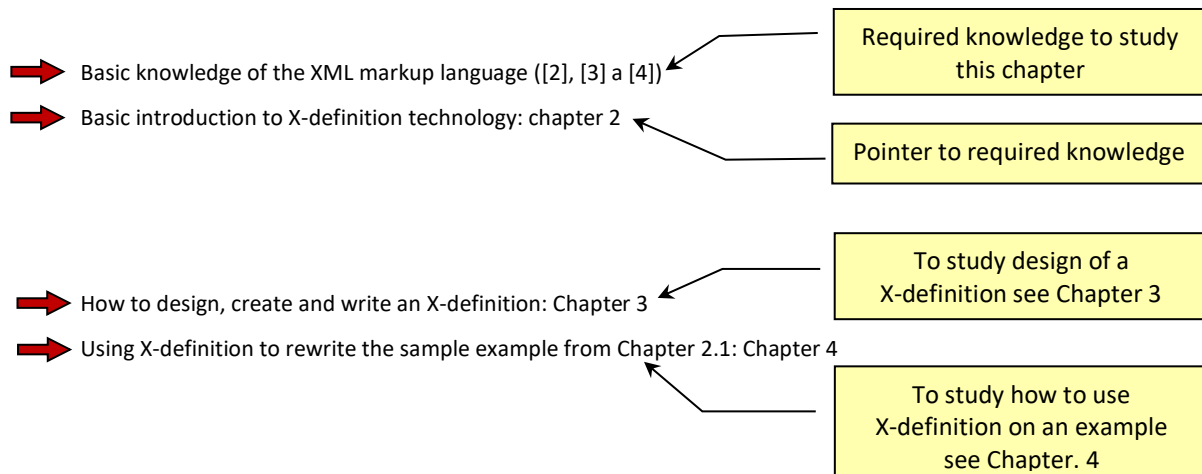 Required knowledge to study
this chapter
Basic knowledge of the XML markup language ([2], [3] a [4])
Basic introduction to X-definition technology: chapter 2
Pointer to required knowledge
To study design of a
X-definition see Chapter 3
How to design, create and write an X-definition: Chapter 3
Using X-definition to rewrite the sample example from Chapter 2.1: Chapter 4
To study how to use
X-definition on an example
see Chapter. 4